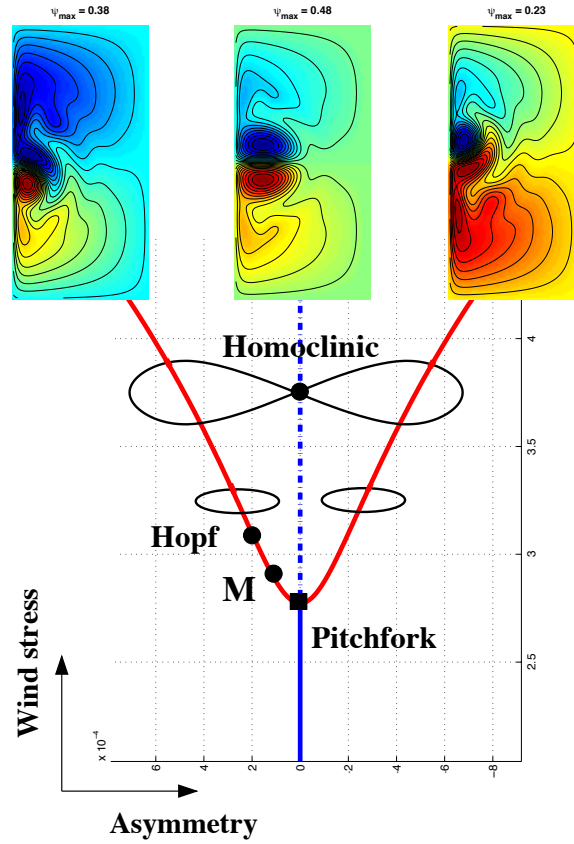 ψmax = 0.38
ψmax = 0.48
ψmax = 0.23
Homoclinic
Hopf
M
Pitchfork
Wind stress
Asymmetry
4
3.5
3
2.5
x 10⁻⁴
6
4
2
0
-2
-4
-6
-8